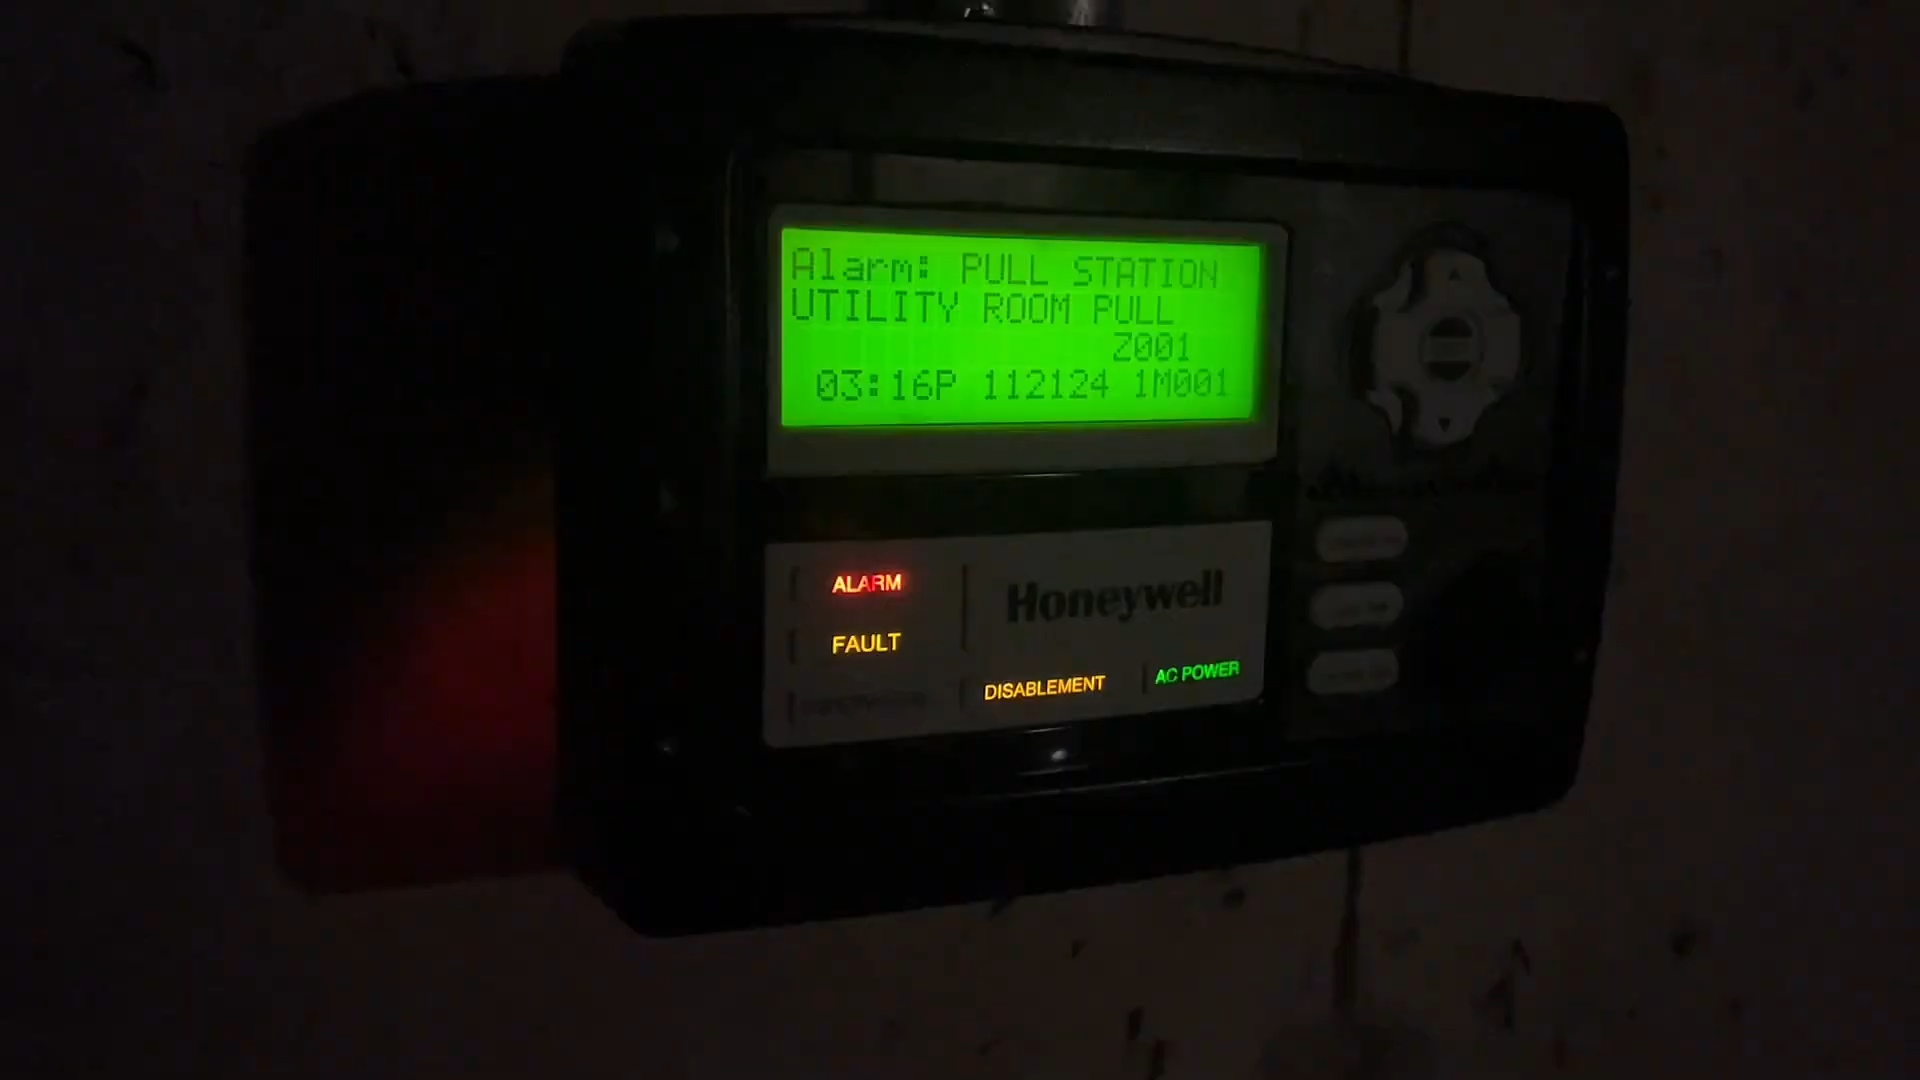 Alarm: PULL STATION
UTILITY ROOM PULL
Z001
03:16P 112124 1M001
ALARM
Honeywell
FAULT
DISABLEMENT
AC POWER